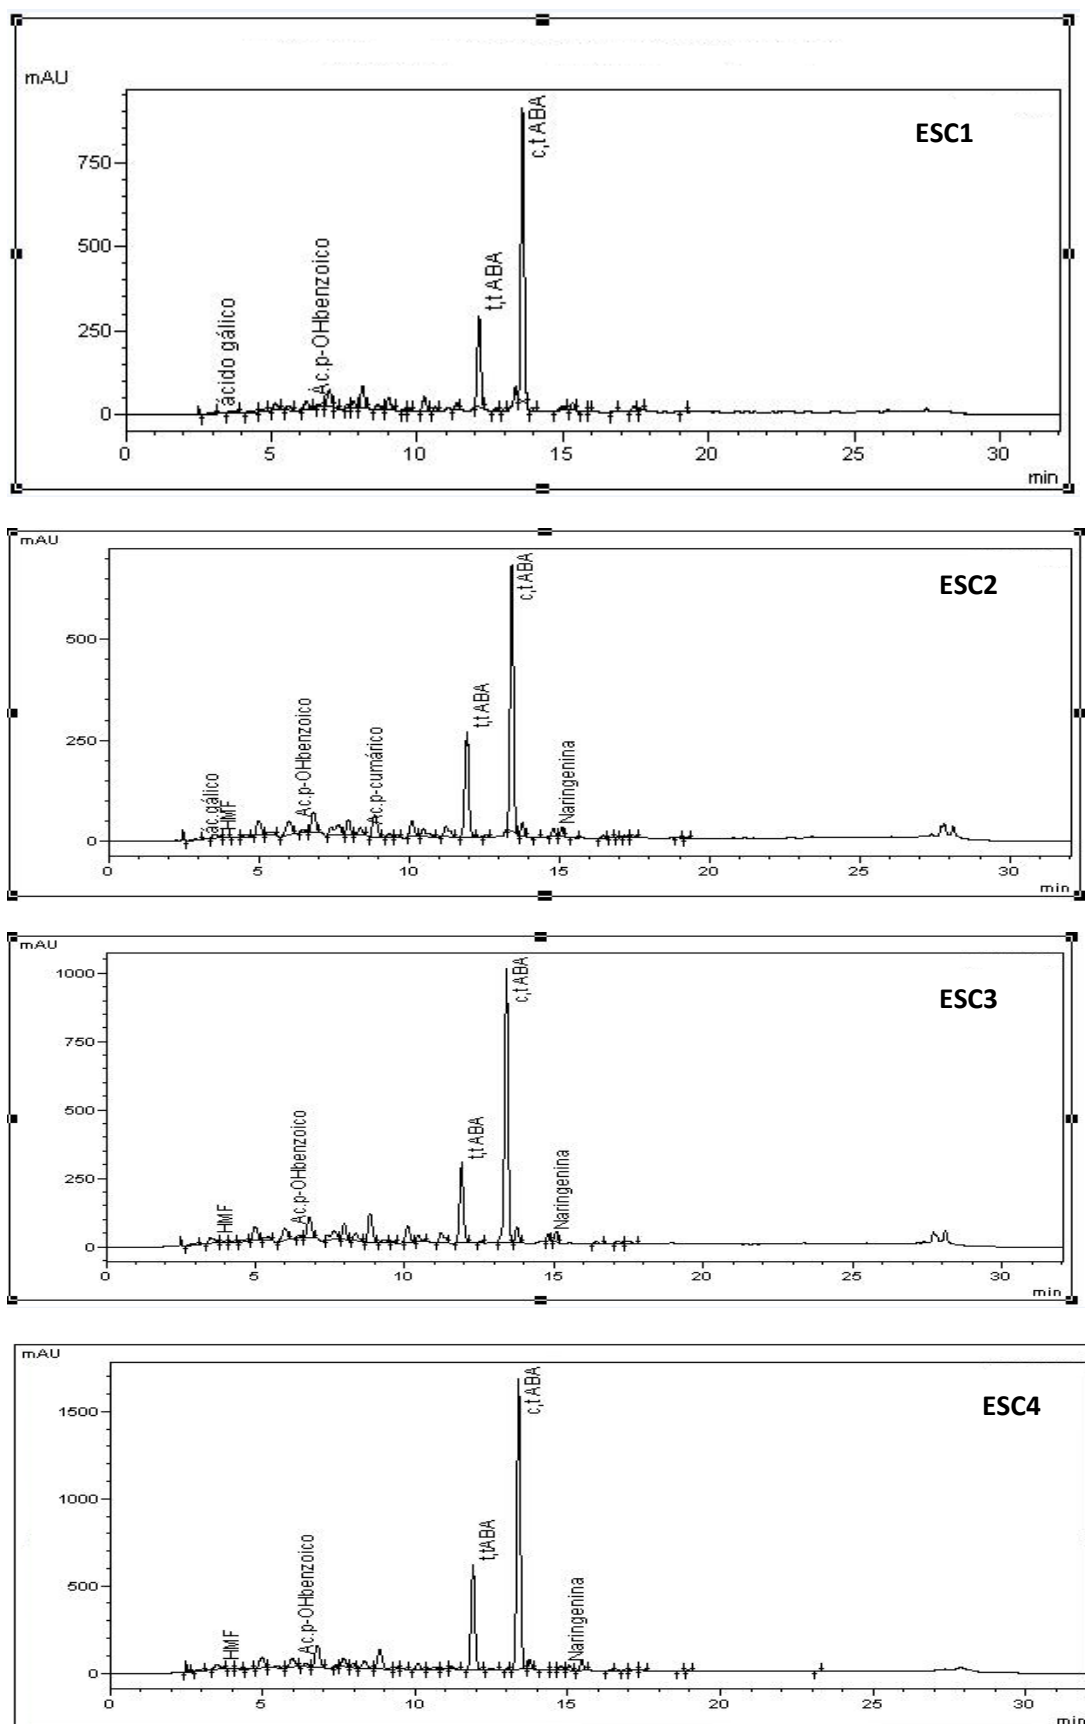 mAU
ESC1
750
500
250
0
ácido gálico
Ác.p-OHbenzoico
t,t ABA
c,t ABA
0 5 10 15 20 25 30
min
mAU
ESC2
500
250
0
ác.gálico
HMF
Ac.p-OHbenzoico
Ac.p-cumárico
t,t ABA
c,t ABA
Naringenina
0 5 10 15 20 25 30
min
mAU
ESC3
1000
750
500
250
0
HMF
Ac.p-OHbenzoico
t,t ABA
c,t ABA
Naringenina
0 5 10 15 20 25 30
min
mAU
ESC4
1500
1000
500
0
HMF
Ac.p-OHbenzoico
t,tABA
c,t ABA
Naringenina
0 5 10 15 20 25 30
min